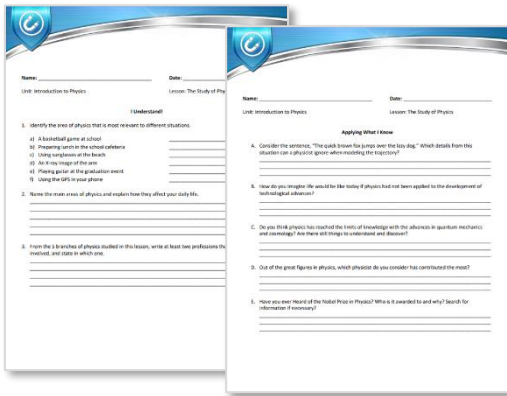 Name:
Date:
Unit: Introduction to Physics
Lesson: The Study of Phy
I Understand!
1. Identify the area of physics that is most relevant to different situations.
a) A basketball game at school
b) Preparing lunch in the school cafeteria
c) Using sunglasses at the beach
d) An X-ray image of the arm
e) Playing guitar at the graduation event
f) Using the GPS in your phone
2. Name the main areas of physics and explain how they affect your daily life.
3. From the 5 branches of physics studied in this lesson, write at least two professions tha
involved, and state in which one.
Name:
Date:
Unit: Introduction to Physics
Lesson: The Study of Physics
Applying What I Know
A. Consider the sentence, "The quick brown fox jumps over the lazy dog." Which details from this
situation can a physicist ignore when modeling the trajectory?
B. How do you imagine life would be like today if physics had not been applied to the development of
technological advances?
C. Do you think physics has reached the limits of knowledge with the advances in quantum mechanics
and cosmology? Are there still things to understand and discover?
D. Out of the great figures in physics, which physicist do you consider has contributed the most?
E. Have you ever Heard of the Nobel Prize in Physics? Who is it awarded to and why? Search for
information if necessary?